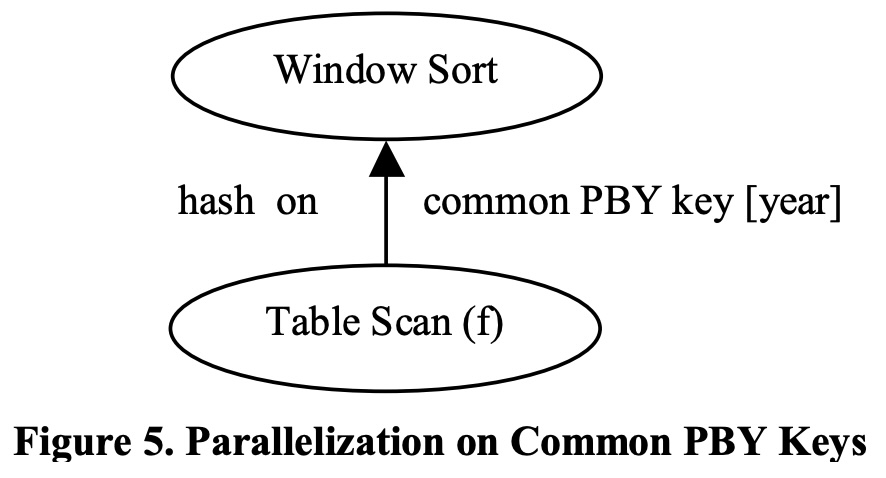 Window Sort
hash on common PBY key [year]
Table Scan (f)
Figure 5. Parallelization on Common PBY Keys